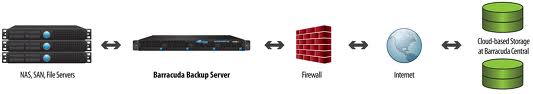 NAS, SAN, File Servers
Barracuda Backup Server
Firewall
Internet
Cloud-based Storage
at Barracuda Central